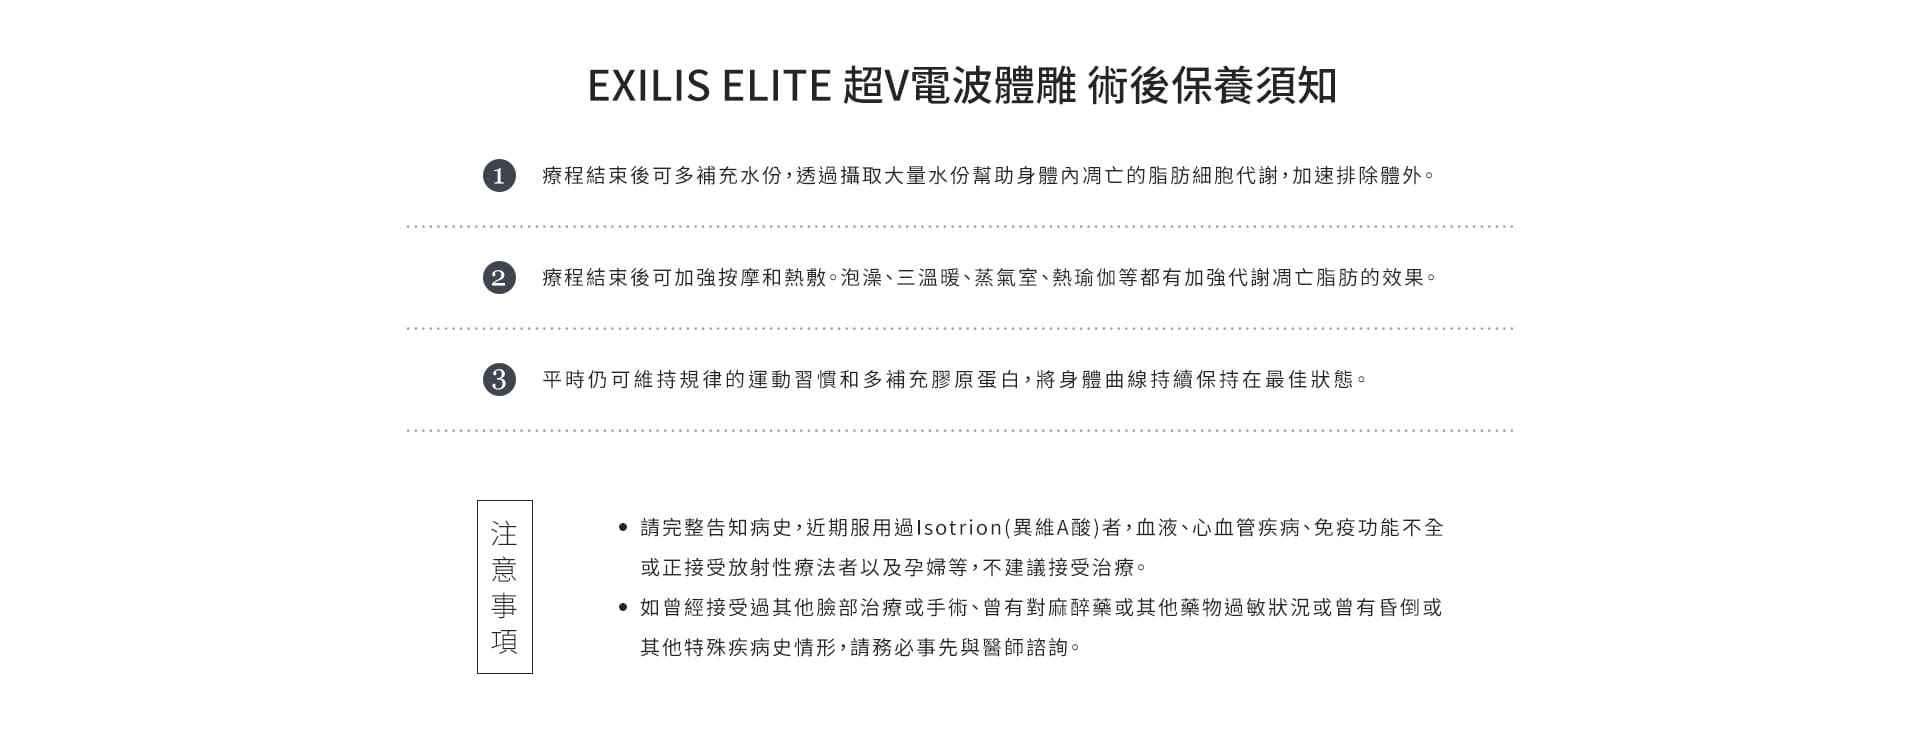 EXILIS ELITE 超V電波體雕 術後保養須知
1 療程結束後可多補充水份，透過攝取大量水份幫助身體內凋亡的脂肪細胞代謝，加速排除體外。
2 療程結束後可加強按摩和熱敷。泡澡、三溫暖、蒸氣室、熱瑜伽等都有加強代謝凋亡脂肪的效果。
3 平時仍可維持規律的運動習慣和多補充膠原蛋白，將身體曲線持續保持在最佳狀態。
注意事項
• 請完整告知病史，近期服用過Isotrion(異維A酸)者，血液、心血管疾病、免疫功能不全
或正接受放射性療法者以及孕婦等，不建議接受治療。
• 如曾經接受過其他臉部治療或手術、曾有對麻醉藥或其他藥物過敏狀況或曾有昏倒或
其他特殊疾病史情形，請務必事先與醫師諮詢。